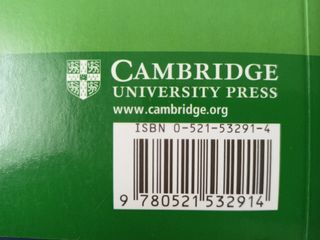 CAMBRIDGE
UNIVERSITY PRESS
www.cambridge.org
ISBN 0-521-53291-4
9 780521 532914